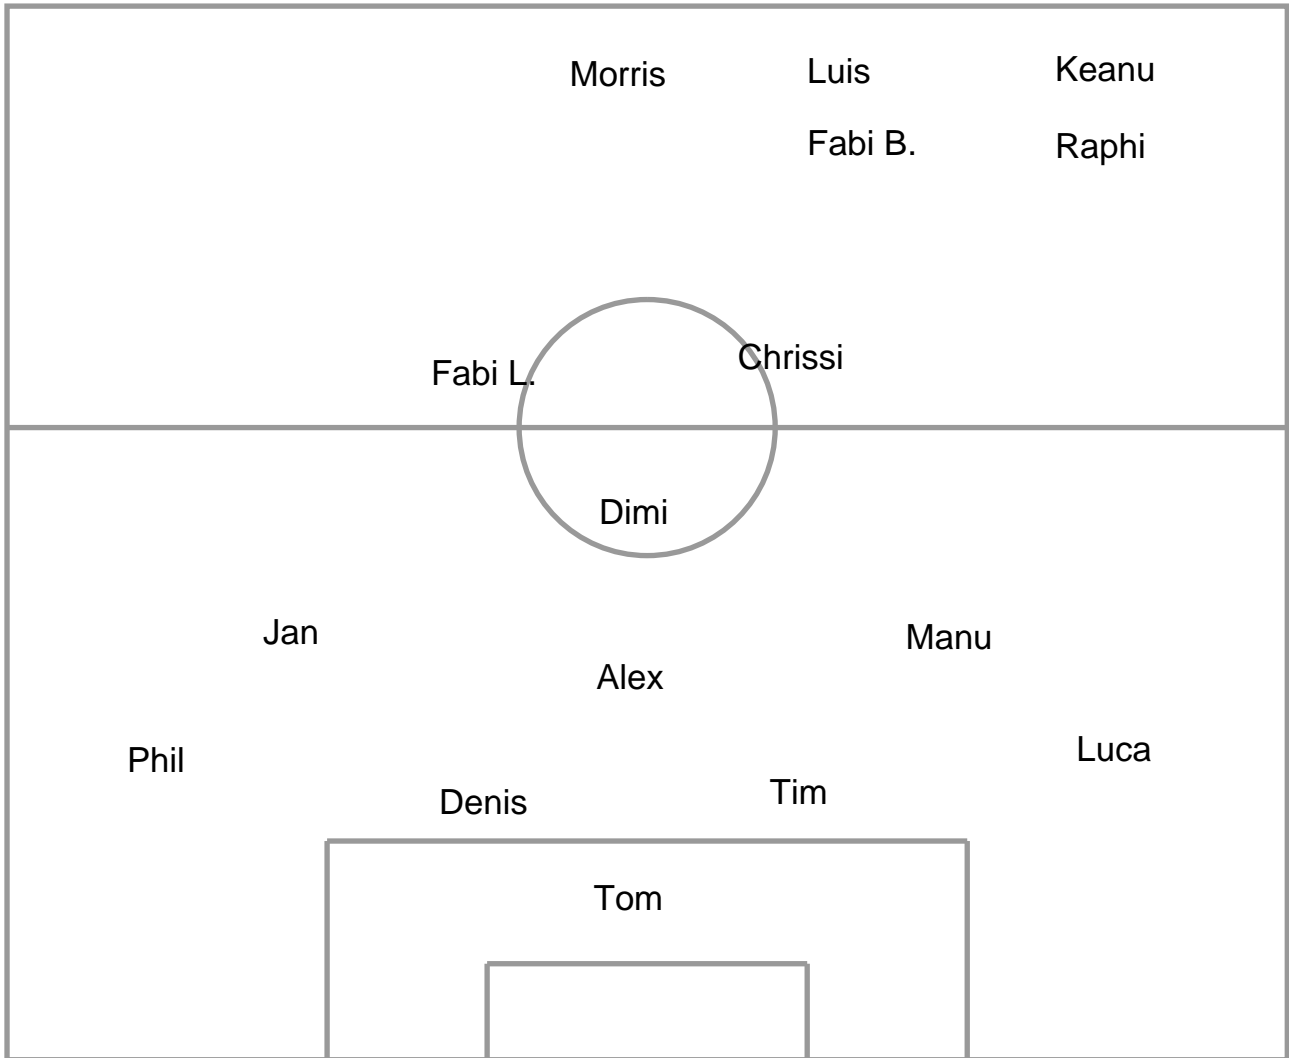 Morris Luis Keanu
Fabi B. Raphi
Fabi L. Chrissi
Dimi
Jan Manu
Alex
Phil Luca
Denis Tim
Tom